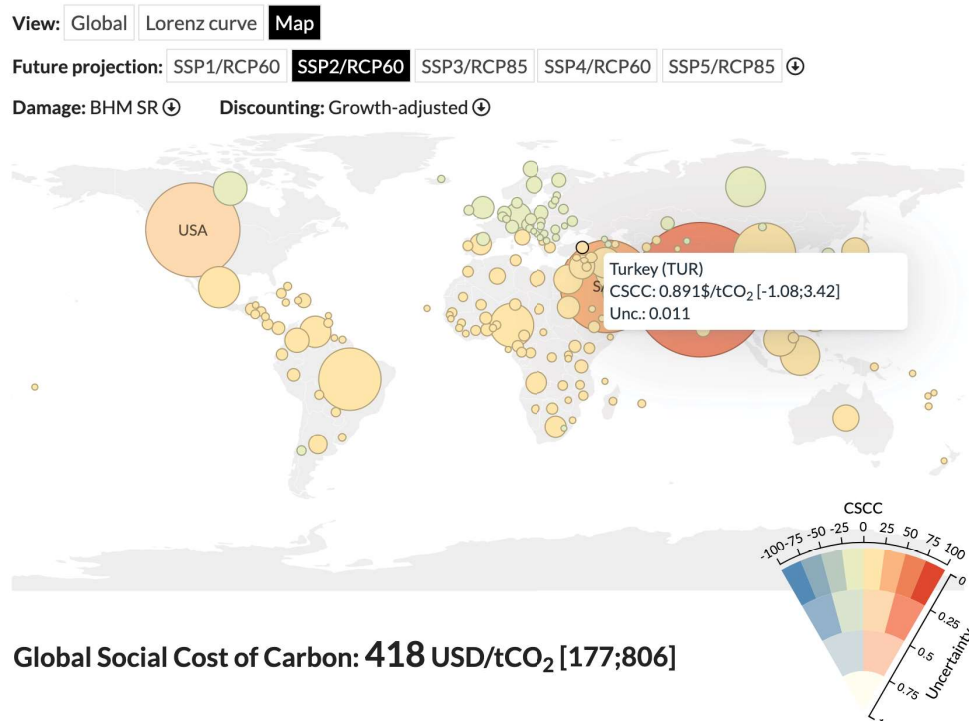 View: Global Lorenz curve Map
Future projection: SSP1/RCP60 SSP2/RCP60 SSP3/RCP85 SSP4/RCP60 SSP5/RCP85
Damage: BHM SR Discounting: Growth-adjusted
USA
Turkey (TUR)
CSCC: 0.891$/tCO₂ [-1.08;3.42]
Unc.: 0.011
CSCC
-100 -75 -50 -25 0 25 50 75 100
0
0.25
0.5
0.75
Uncertainty
Global Social Cost of Carbon: 418 USD/tCO₂ [177;806]